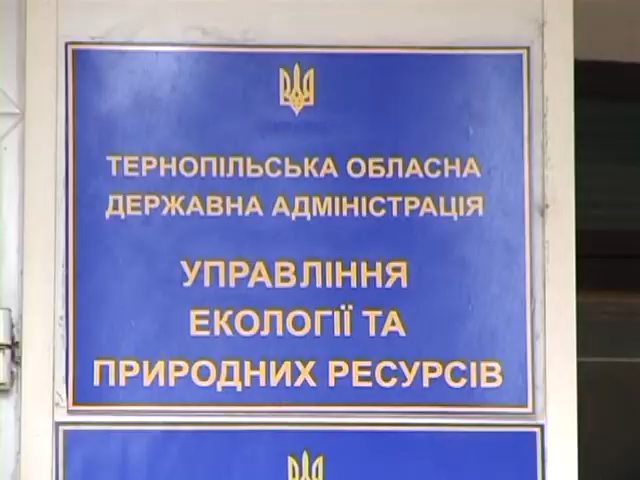 ТЕРНОПІЛЬСЬКА ОБЛАСНА
ДЕРЖАВНА АДМІНІСТРАЦІЯ
УПРАВЛІННЯ
ЕКОЛОГІЇ ТА
ПРИРОДНИХ РЕСУРСІВ